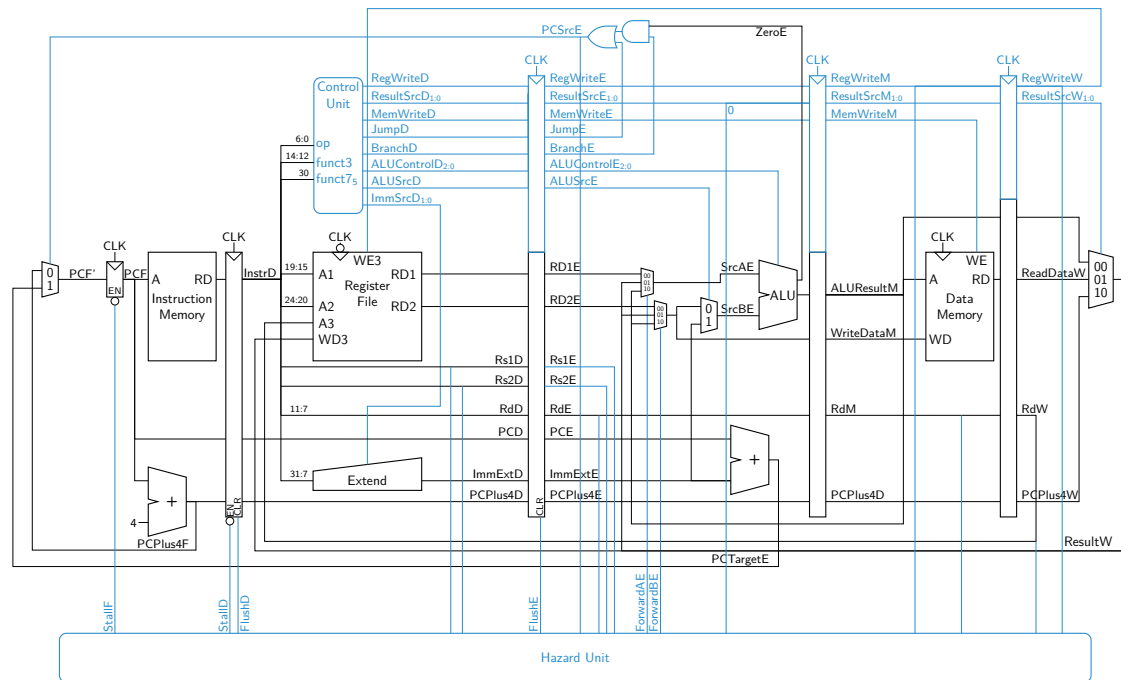 PCSrcE
ZeroE
CLK
CLK
CLK
Control
Unit
op
funct3
funct7₅
6:0
14:12
30
RegWriteD
ResultSrcD₁:₀
MemWriteD
JumpD
BranchD
ALUControlD₂:₀
ALUSrcD
ImmSrcD₁:₀
RegWriteE
ResultSrcE₁:₀
MemWriteE
JumpE
BranchE
ALUControlE₂:₀
ALUSrcE
0
RegWriteM
ResultSrcM₁:₀
MemWriteM
RegWriteW
ResultSrcW₁:₀
0
1
PCF'
CLK
EN
PCF
A
RD
Instruction
Memory
CLK
InstrD
EN
CLR
19:15
24:20
CLK
WE3
A1
A2
A3
WD3
RD1
RD2
Register
File
RD1E
RD2E
00
01
10
00
01
10
SrcAE
0
1
SrcBE
ALU
ALUResultM
WriteDataM
CLK
WE
A
RD
Data
Memory
WD
ReadDataW
00
01
10
Rs1D
Rs2D
RdD
PCD
ImmExtD
PCPlus4D
CLR
Rs1E
Rs2E
RdE
PCE
ImmExtE
PCPlus4E
11:7
31:7
Extend
+
RdM
PCPlus4D
RdW
PCPlus4W
+
4
PCPlus4F
PCTargetE
ResultW
StallF
StallD
FlushD
FlushE
ForwardAE
ForwardBE
Hazard Unit